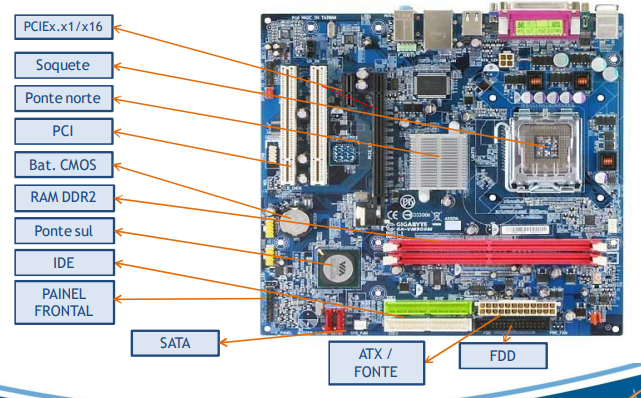 PCIEx.x1/x16
Soquete
Ponte norte
PCI
Bat. CMOS
RAM DDR2
Ponte sul
IDE
PAINEL
FRONTAL
SATA
ATX /
FONTE
FDD
GIGABYTE